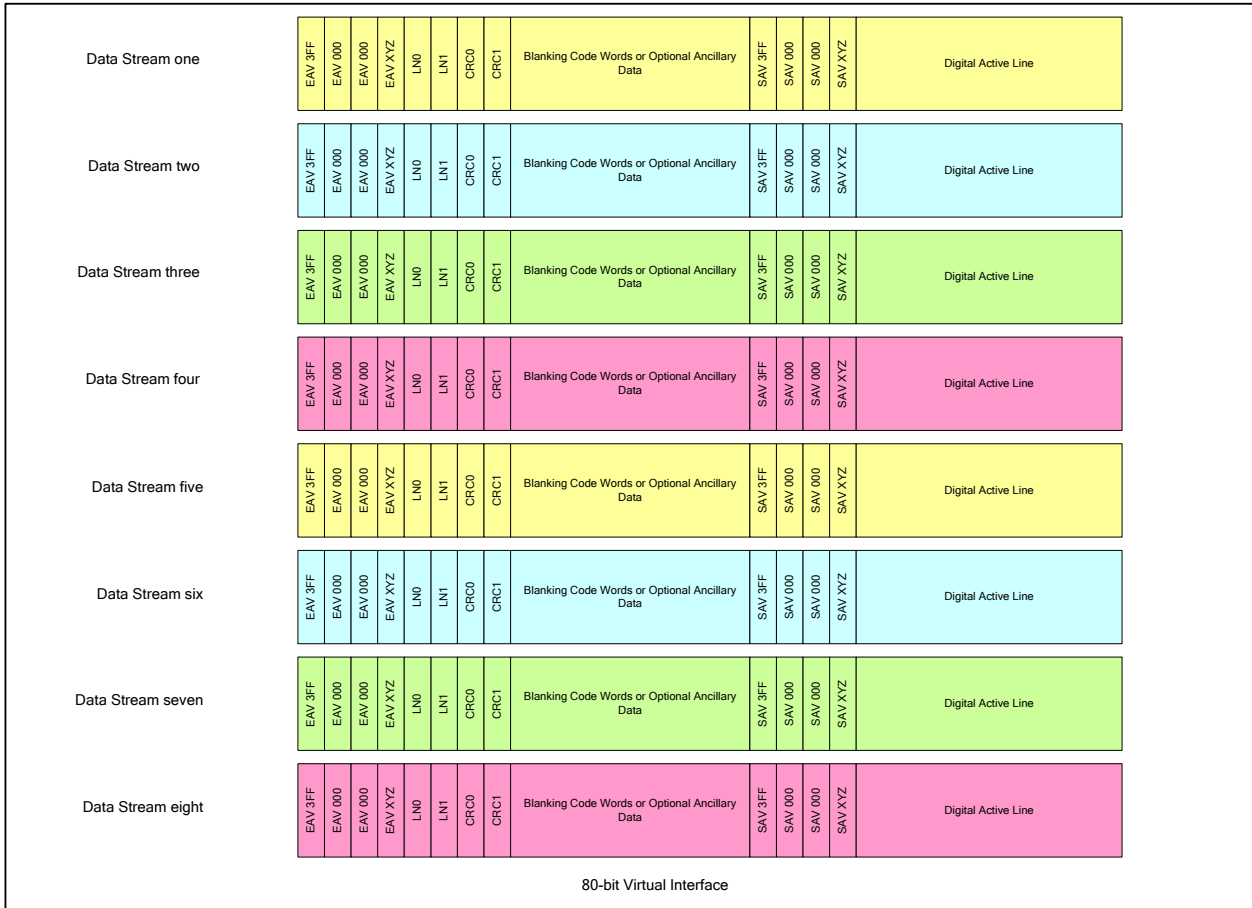 Data Stream one
EAV 3FF
EAV 000
EAV 000
EAV XYZ
LN0
LN1
CRC0
CRC1
Blanking Code Words or Optional Ancillary
Data
SAV 3FF
SAV 000
SAV 000
SAV XYZ
Digital Active Line
Data Stream two
EAV 3FF
EAV 000
EAV 000
EAV XYZ
LN0
LN1
CRC0
CRC1
Blanking Code Words or Optional Ancillary
Data
SAV 3FF
SAV 000
SAV 000
SAV XYZ
Digital Active Line
Data Stream three
EAV 3FF
EAV 000
EAV 000
EAV XYZ
LN0
LN1
CRC0
CRC1
Blanking Code Words or Optional Ancillary
Data
SAV 3FF
SAV 000
SAV 000
SAV XYZ
Digital Active Line
Data Stream four
EAV 3FF
EAV 000
EAV 000
EAV XYZ
LN0
LN1
CRC0
CRC1
Blanking Code Words or Optional Ancillary
Data
SAV 3FF
SAV 000
SAV 000
SAV XYZ
Digital Active Line
Data Stream five
EAV 3FF
EAV 000
EAV 000
EAV XYZ
LN0
LN1
CRC0
CRC1
Blanking Code Words or Optional Ancillary
Data
SAV 3FF
SAV 000
SAV 000
SAV XYZ
Digital Active Line
Data Stream six
EAV 3FF
EAV 000
EAV 000
EAV XYZ
LN0
LN1
CRC0
CRC1
Blanking Code Words or Optional Ancillary
Data
SAV 3FF
SAV 000
SAV 000
SAV XYZ
Digital Active Line
Data Stream seven
EAV 3FF
EAV 000
EAV 000
EAV XYZ
LN0
LN1
CRC0
CRC1
Blanking Code Words or Optional Ancillary
Data
SAV 3FF
SAV 000
SAV 000
SAV XYZ
Digital Active Line
Data Stream eight
EAV 3FF
EAV 000
EAV 000
EAV XYZ
LN0
LN1
CRC0
CRC1
Blanking Code Words or Optional Ancillary
Data
SAV 3FF
SAV 000
SAV 000
SAV XYZ
Digital Active Line
80-bit Virtual Interface